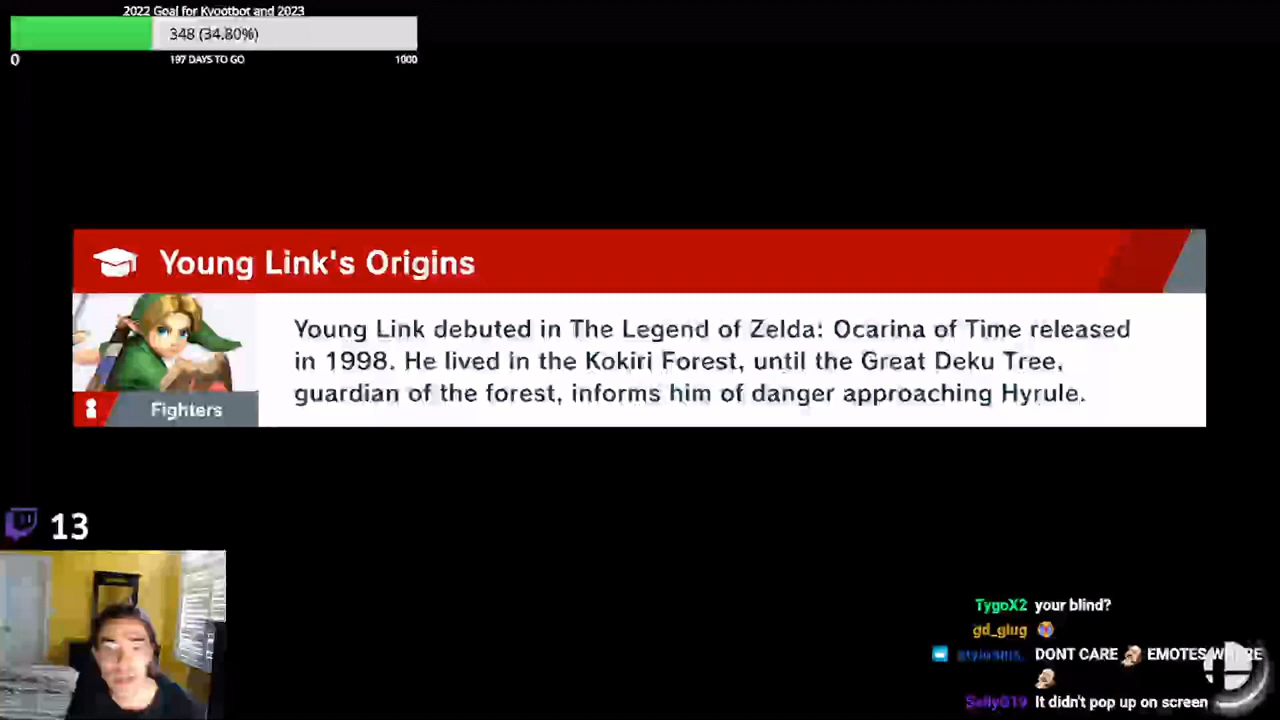 2022 Goal for Kvootbot and 2023
348 (34.80%)
0 197 DAYS TO GO 1000
Young Link's Origins
Young Link debuted in The Legend of Zelda: Ocarina of Time released
in 1998. He lived in the Kokiri Forest, until the Great Deku Tree,
guardian of the forest, informs him of danger approaching Hyrule.
Fighters
13
TygoX2 your blind?
gd_glug
DONT CARE EMOTES WHERE
Sally019 It didn't pop up on screen